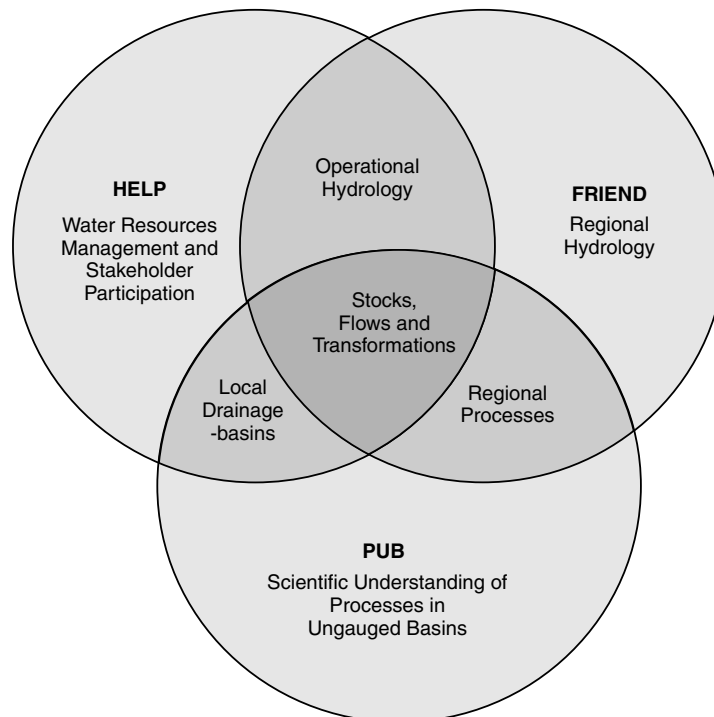 Operational
Hydrology
HELP
Water Resources
Management and
Stakeholder
Participation
FRIEND
Regional
Hydrology
Stocks,
Flows and
Transformations
Local
Drainage
-basins
Regional
Processes
PUB
Scientific Understanding of
Processes in
Ungauged Basins